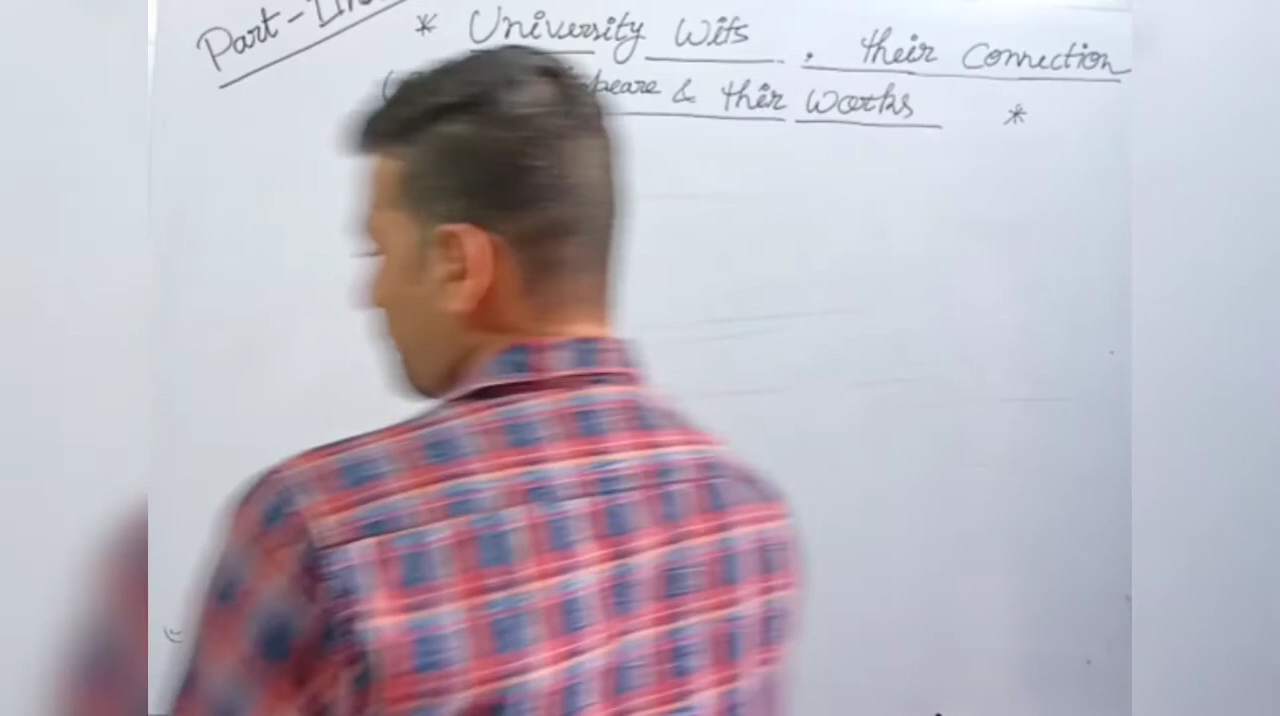 Part-
* University Wits , their Connection
& their Works *